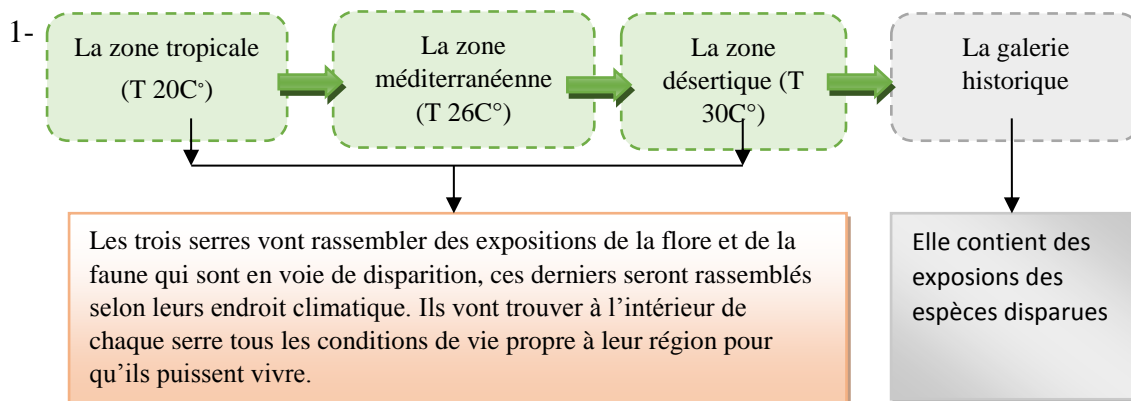 1-
La zone tropicale
(T 20C°)
La zone
méditerranéenne
(T 26C°)
La zone
désertique (T
30C°)
La galerie
historique
Les trois serres vont rassembler des expositions de la flore et de la
faune qui sont en voie de disparition, ces derniers seront rassemblés
selon leurs endroit climatique. Ils vont trouver à l'intérieur de
chaque serre tous les conditions de vie propre à leur région pour
qu'ils puissent vivre.
Elle contient des
exposions des
espèces disparues